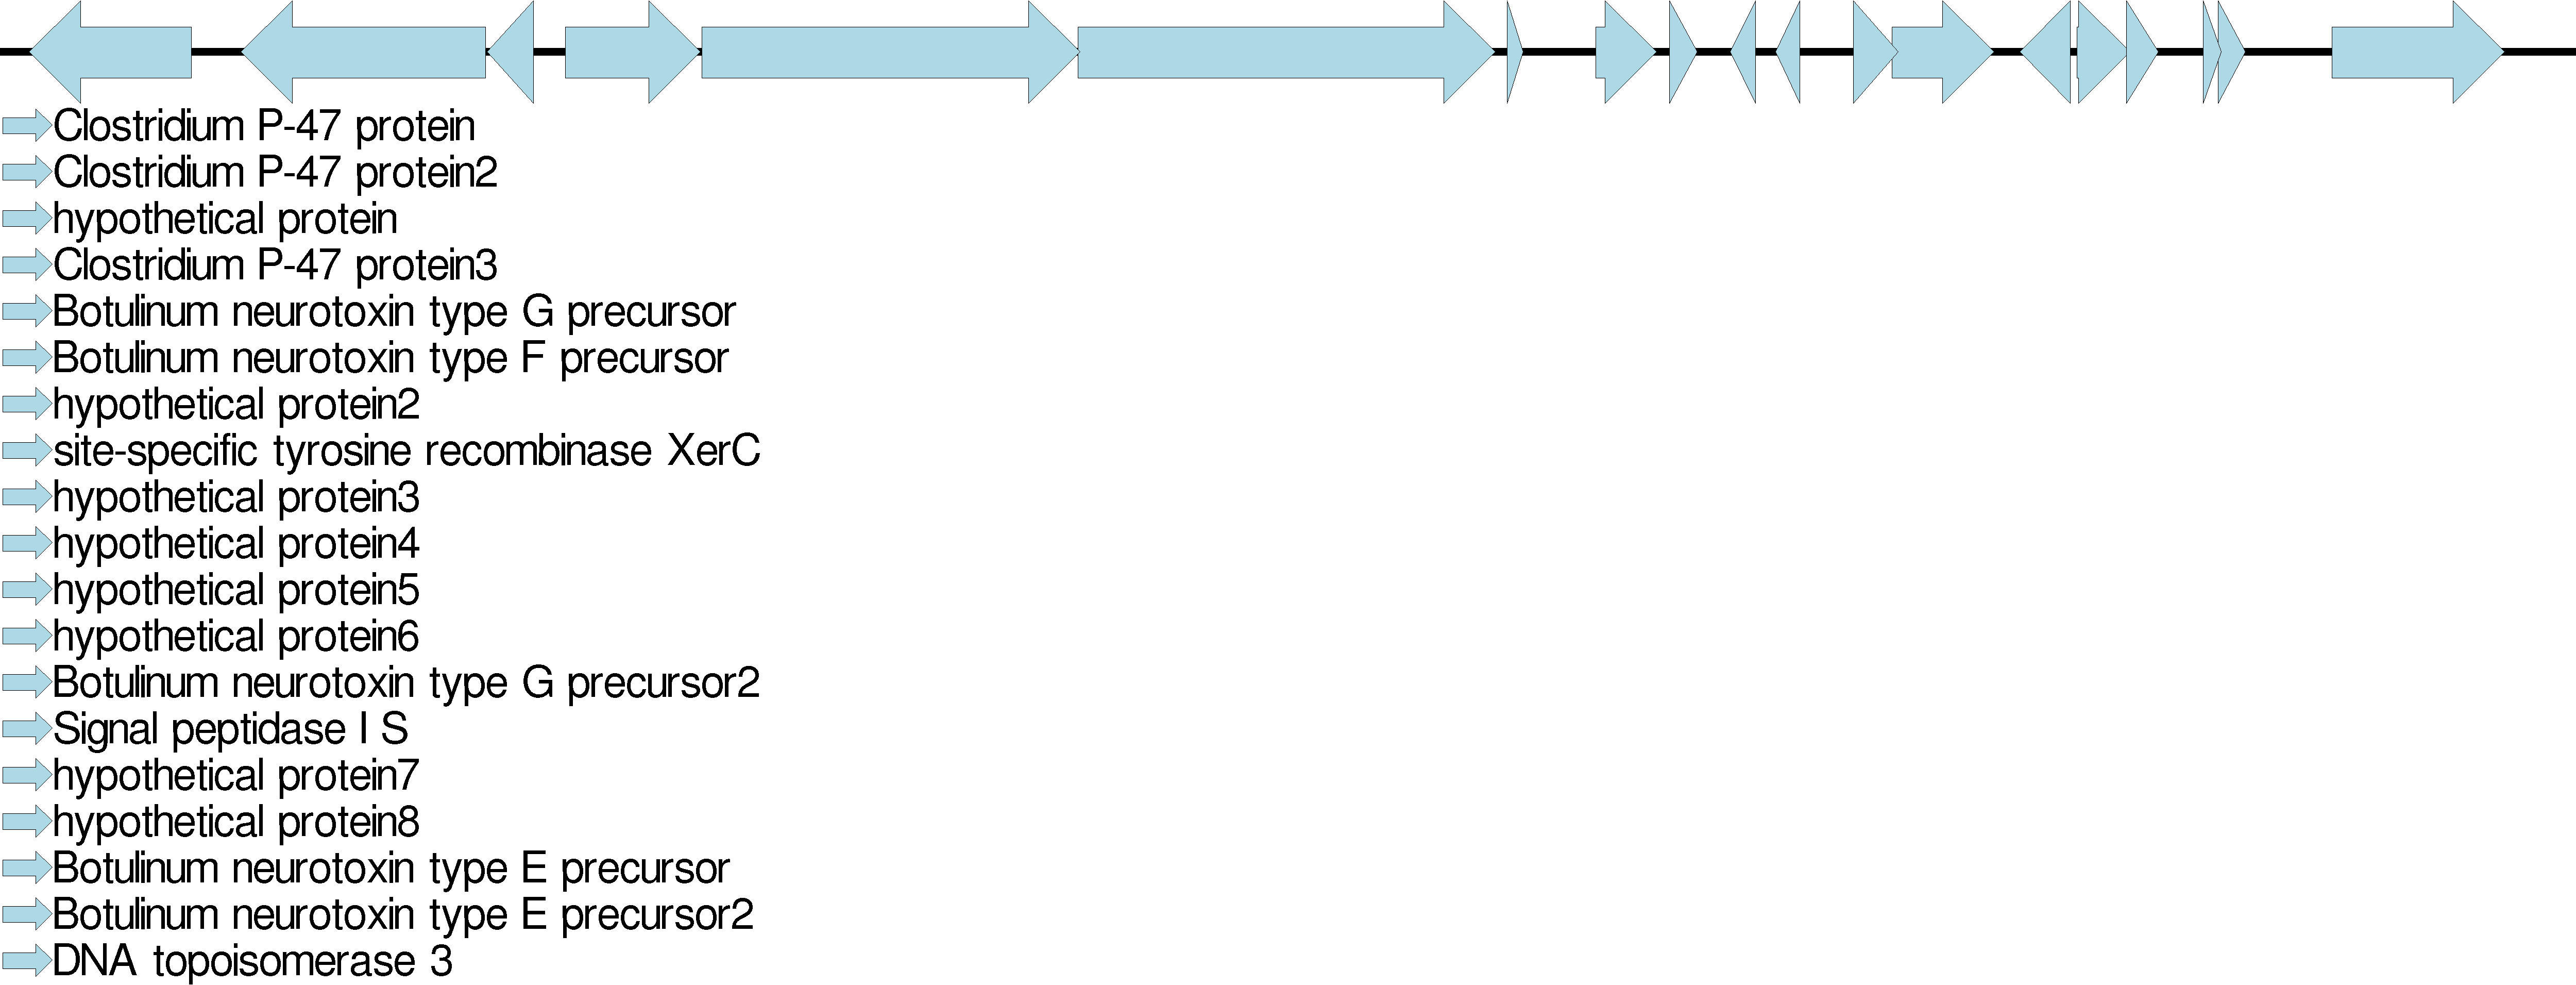 Clostridium P-47 protein
Clostridium P-47 protein2
hypothetical protein
Clostridium P-47 protein3
Botulinum neurotoxin type G precursor
Botulinum neurotoxin type F precursor
hypothetical protein2
site-specific tyrosine recombinase XerC
hypothetical protein3
hypothetical protein4
hypothetical protein5
hypothetical protein6
Botulinum neurotoxin type G precursor2
Signal peptidase I S
hypothetical protein7
hypothetical protein8
Botulinum neurotoxin type E precursor
Botulinum neurotoxin type E precursor2
DNA topoisomerase 3